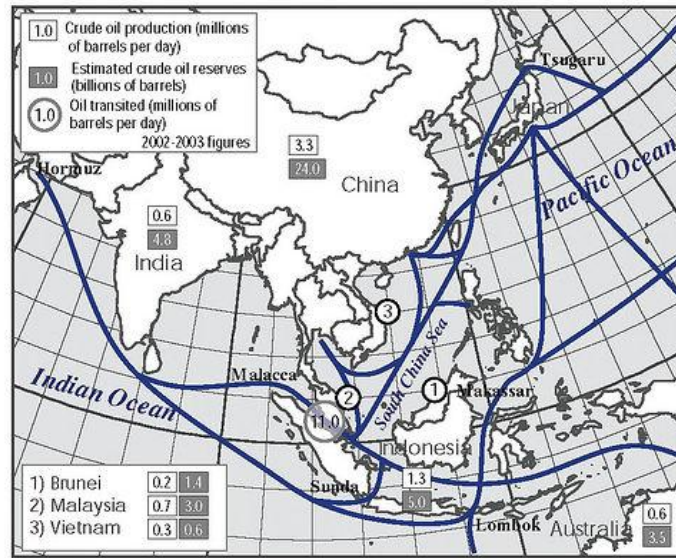 1.0 Crude oil production (millions
of barrels per day)
1.0 Estimated crude oil reserves
(billions of barrels)
1.0 Oil transited (millions of
barrels per day)
2002-2003 figures
Tsugaru
Japan
Hormuz
3.3
24.0
China
Pacific Ocean
0.6
4.8
India
3
South China Sea
Malacca
Indian Ocean
2
1
Makassar
11.0
Indonesia
1.3
5.0
Sunda
Lombok
Australia
0.6
3.5
1) Brunei 0.2 1.4
2) Malaysia 0.7 3.0
3) Vietnam 0.3 0.6